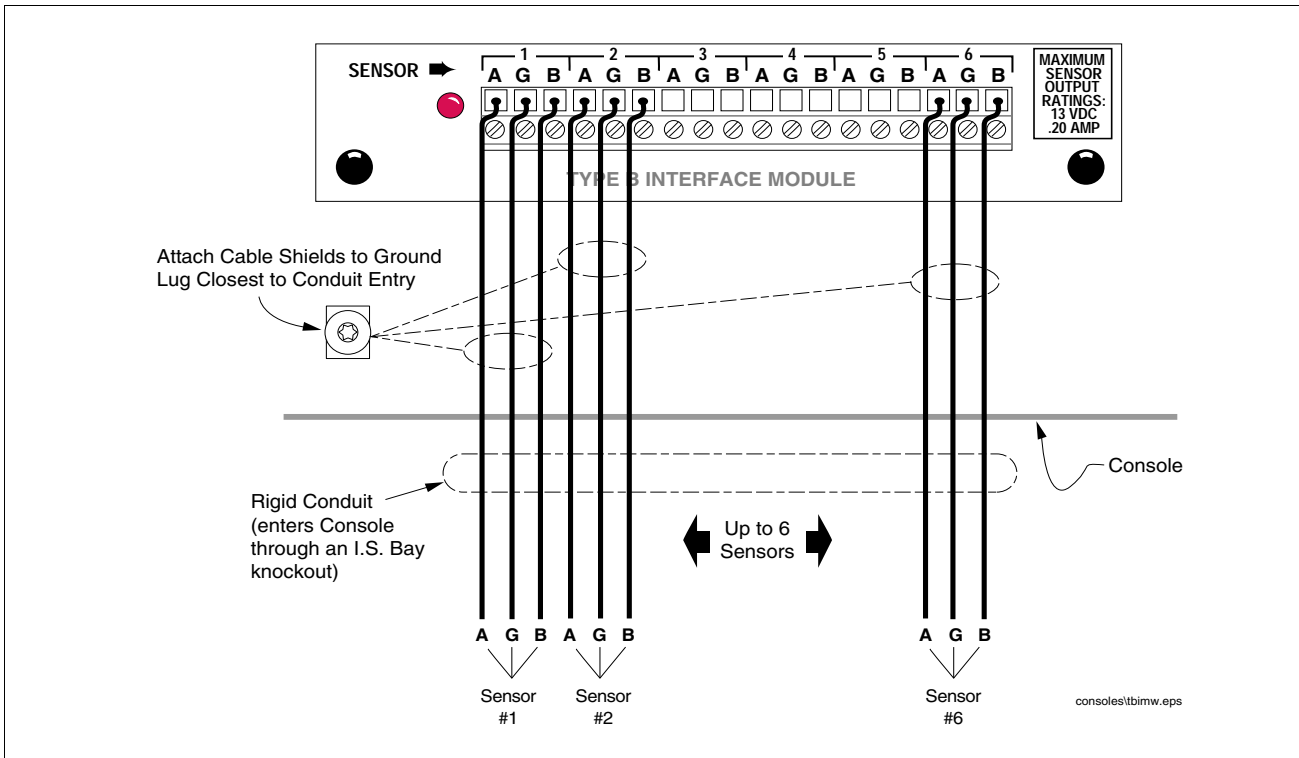 SENSOR
1 2 3 4 5 6
A G B A G B A G B A G B A G B A G B
MAXIMUM
SENSOR
OUTPUT
RATINGS:
13 VDC
.20 AMP
TYPE B INTERFACE MODULE
Attach Cable Shields to Ground
Lug Closest to Conduit Entry
Console
Rigid Conduit
(enters Console
through an I.S. Bay
knockout)
Up to 6
Sensors
A G B A G B A G B
Sensor
#1
Sensor
#2
Sensor
#6
consoles\tbimw.eps